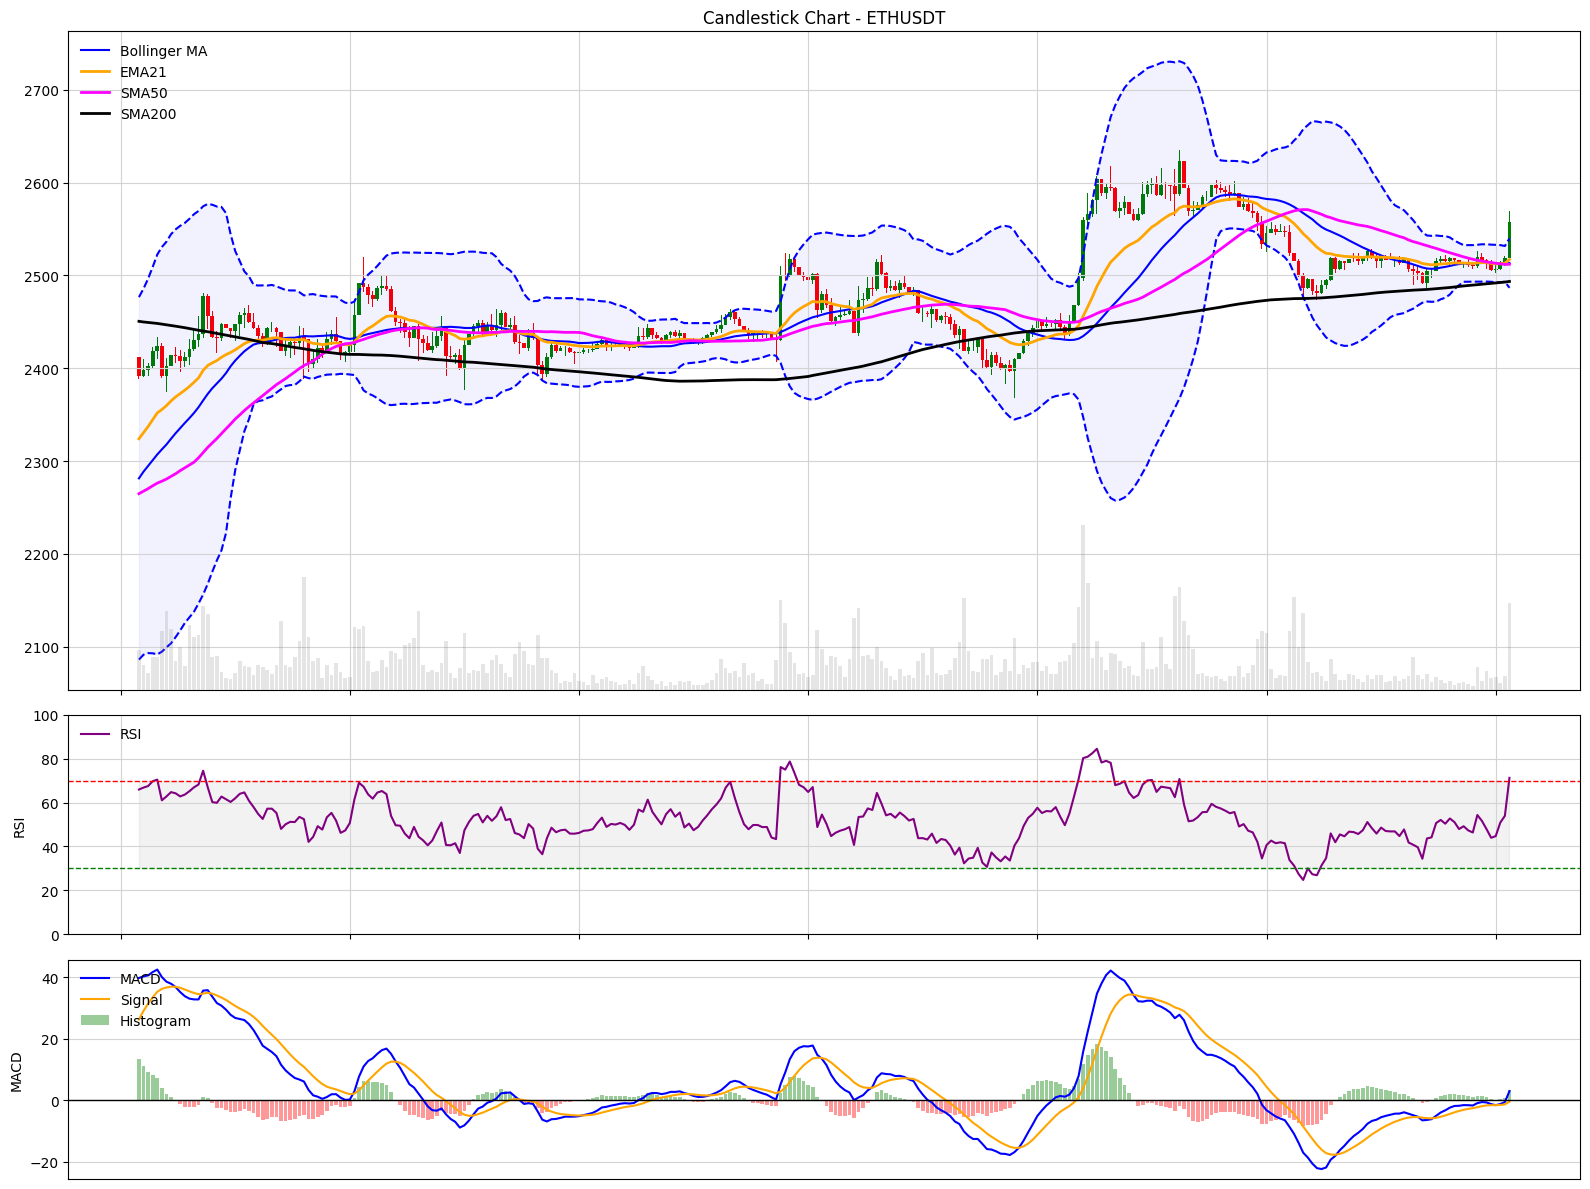 Candlestick Chart - ETHUSDT
Bollinger MA
EMA21
SMA50
SMA200
2700
2600
2500
2400
2300
2200
2100
RSI
100
80
60
40
20
0
RSI
MACD
Signal
Histogram
40
20
0
−20
MACD